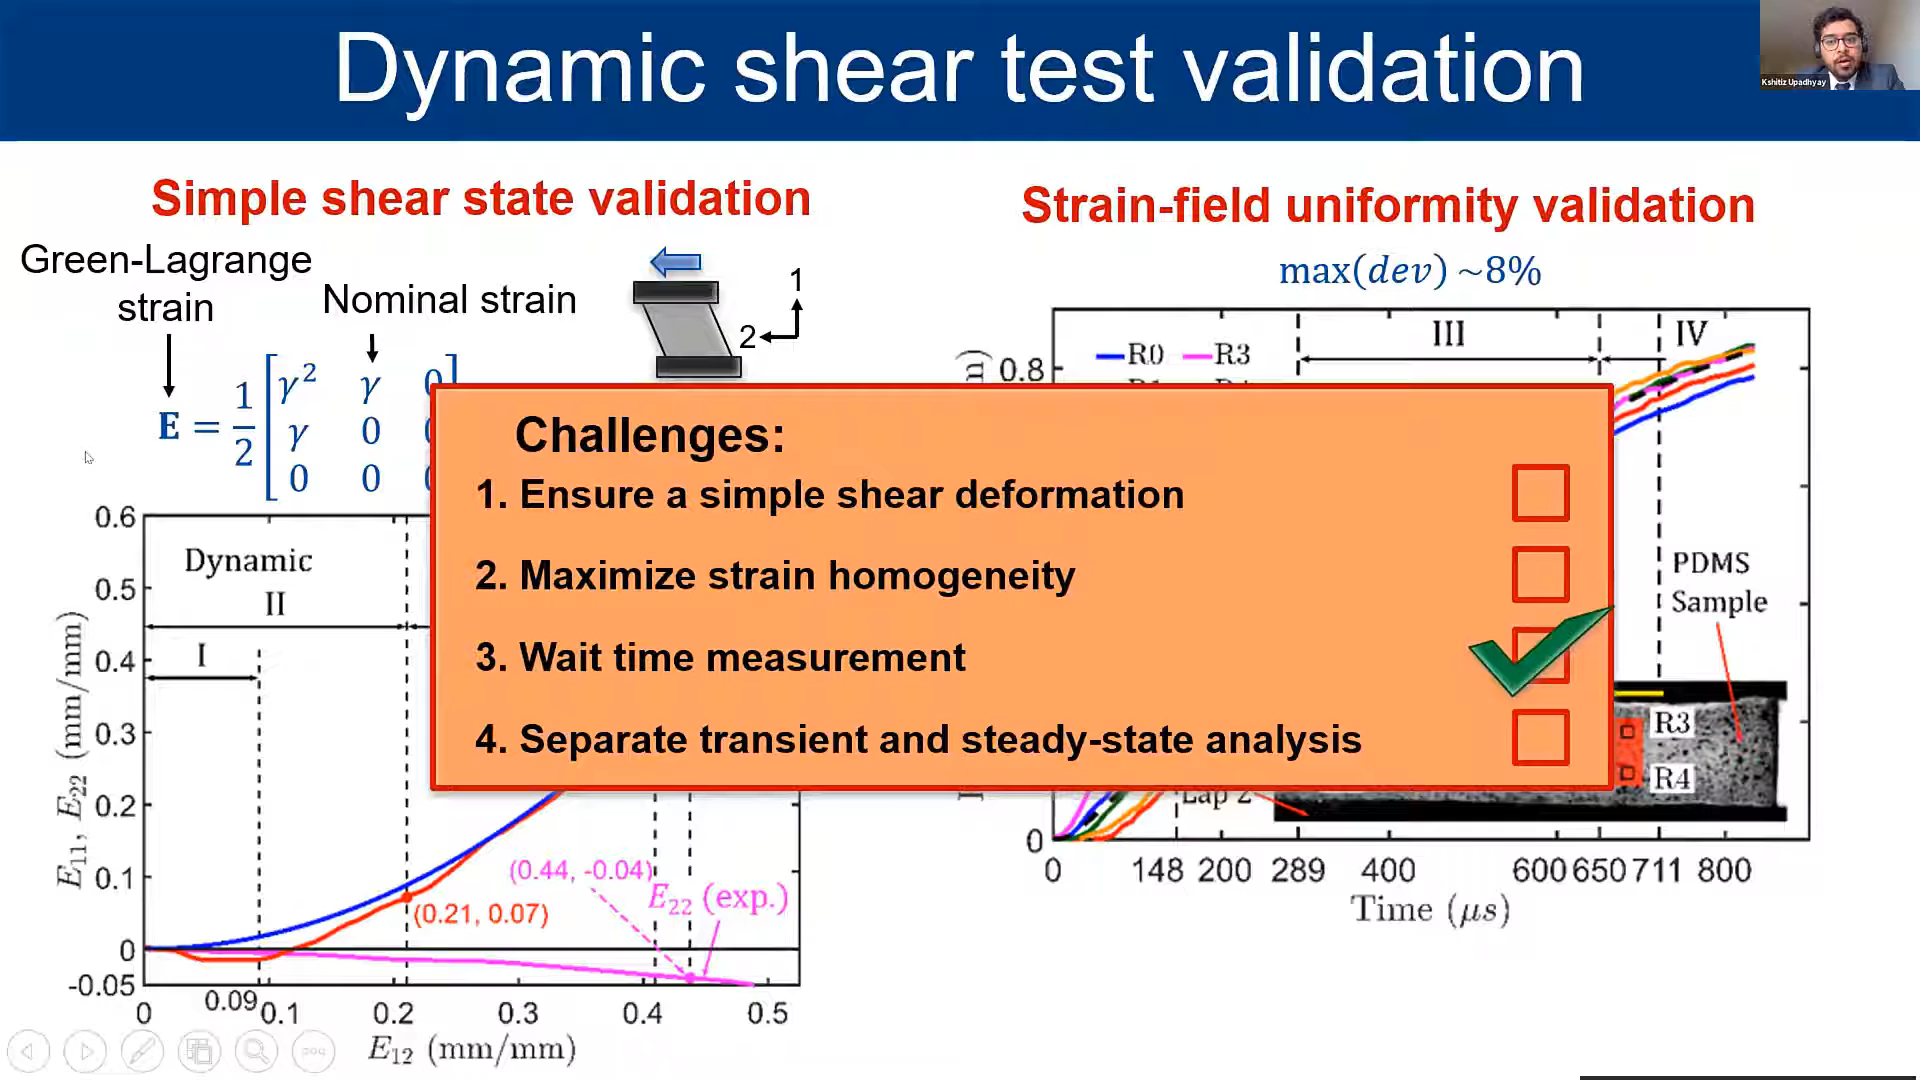 Dynamic shear test validation
Kshitiz Upadhyay
Simple shear state validation
Green-Lagrange
strain
Nominal strain
1
2
E = 1/2 [γ² γ 0
γ 0
0 0
Strain-field uniformity validation
max(dev) ~8%
III
IV
R0
R3
0.8
Challenges:
1. Ensure a simple shear deformation
2. Maximize strain homogeneity
3. Wait time measurement
4. Separate transient and steady-state analysis
0.6
0.5
0.4
0.3
0.2
0.1
0
-0.05
E₁₁, E₂₂ (mm/mm)
Dynamic
II
I
(0.44, -0.04)
E₂₂ (exp.)
(0.21, 0.07)
0 0.09 0.1 0.2 0.3 0.4 0.5
E₁₂ (mm/mm)
PDMS
Sample
R3
R4
Lap 2
0
0 148 200 289 400 600 650 711 800
Time (μs)